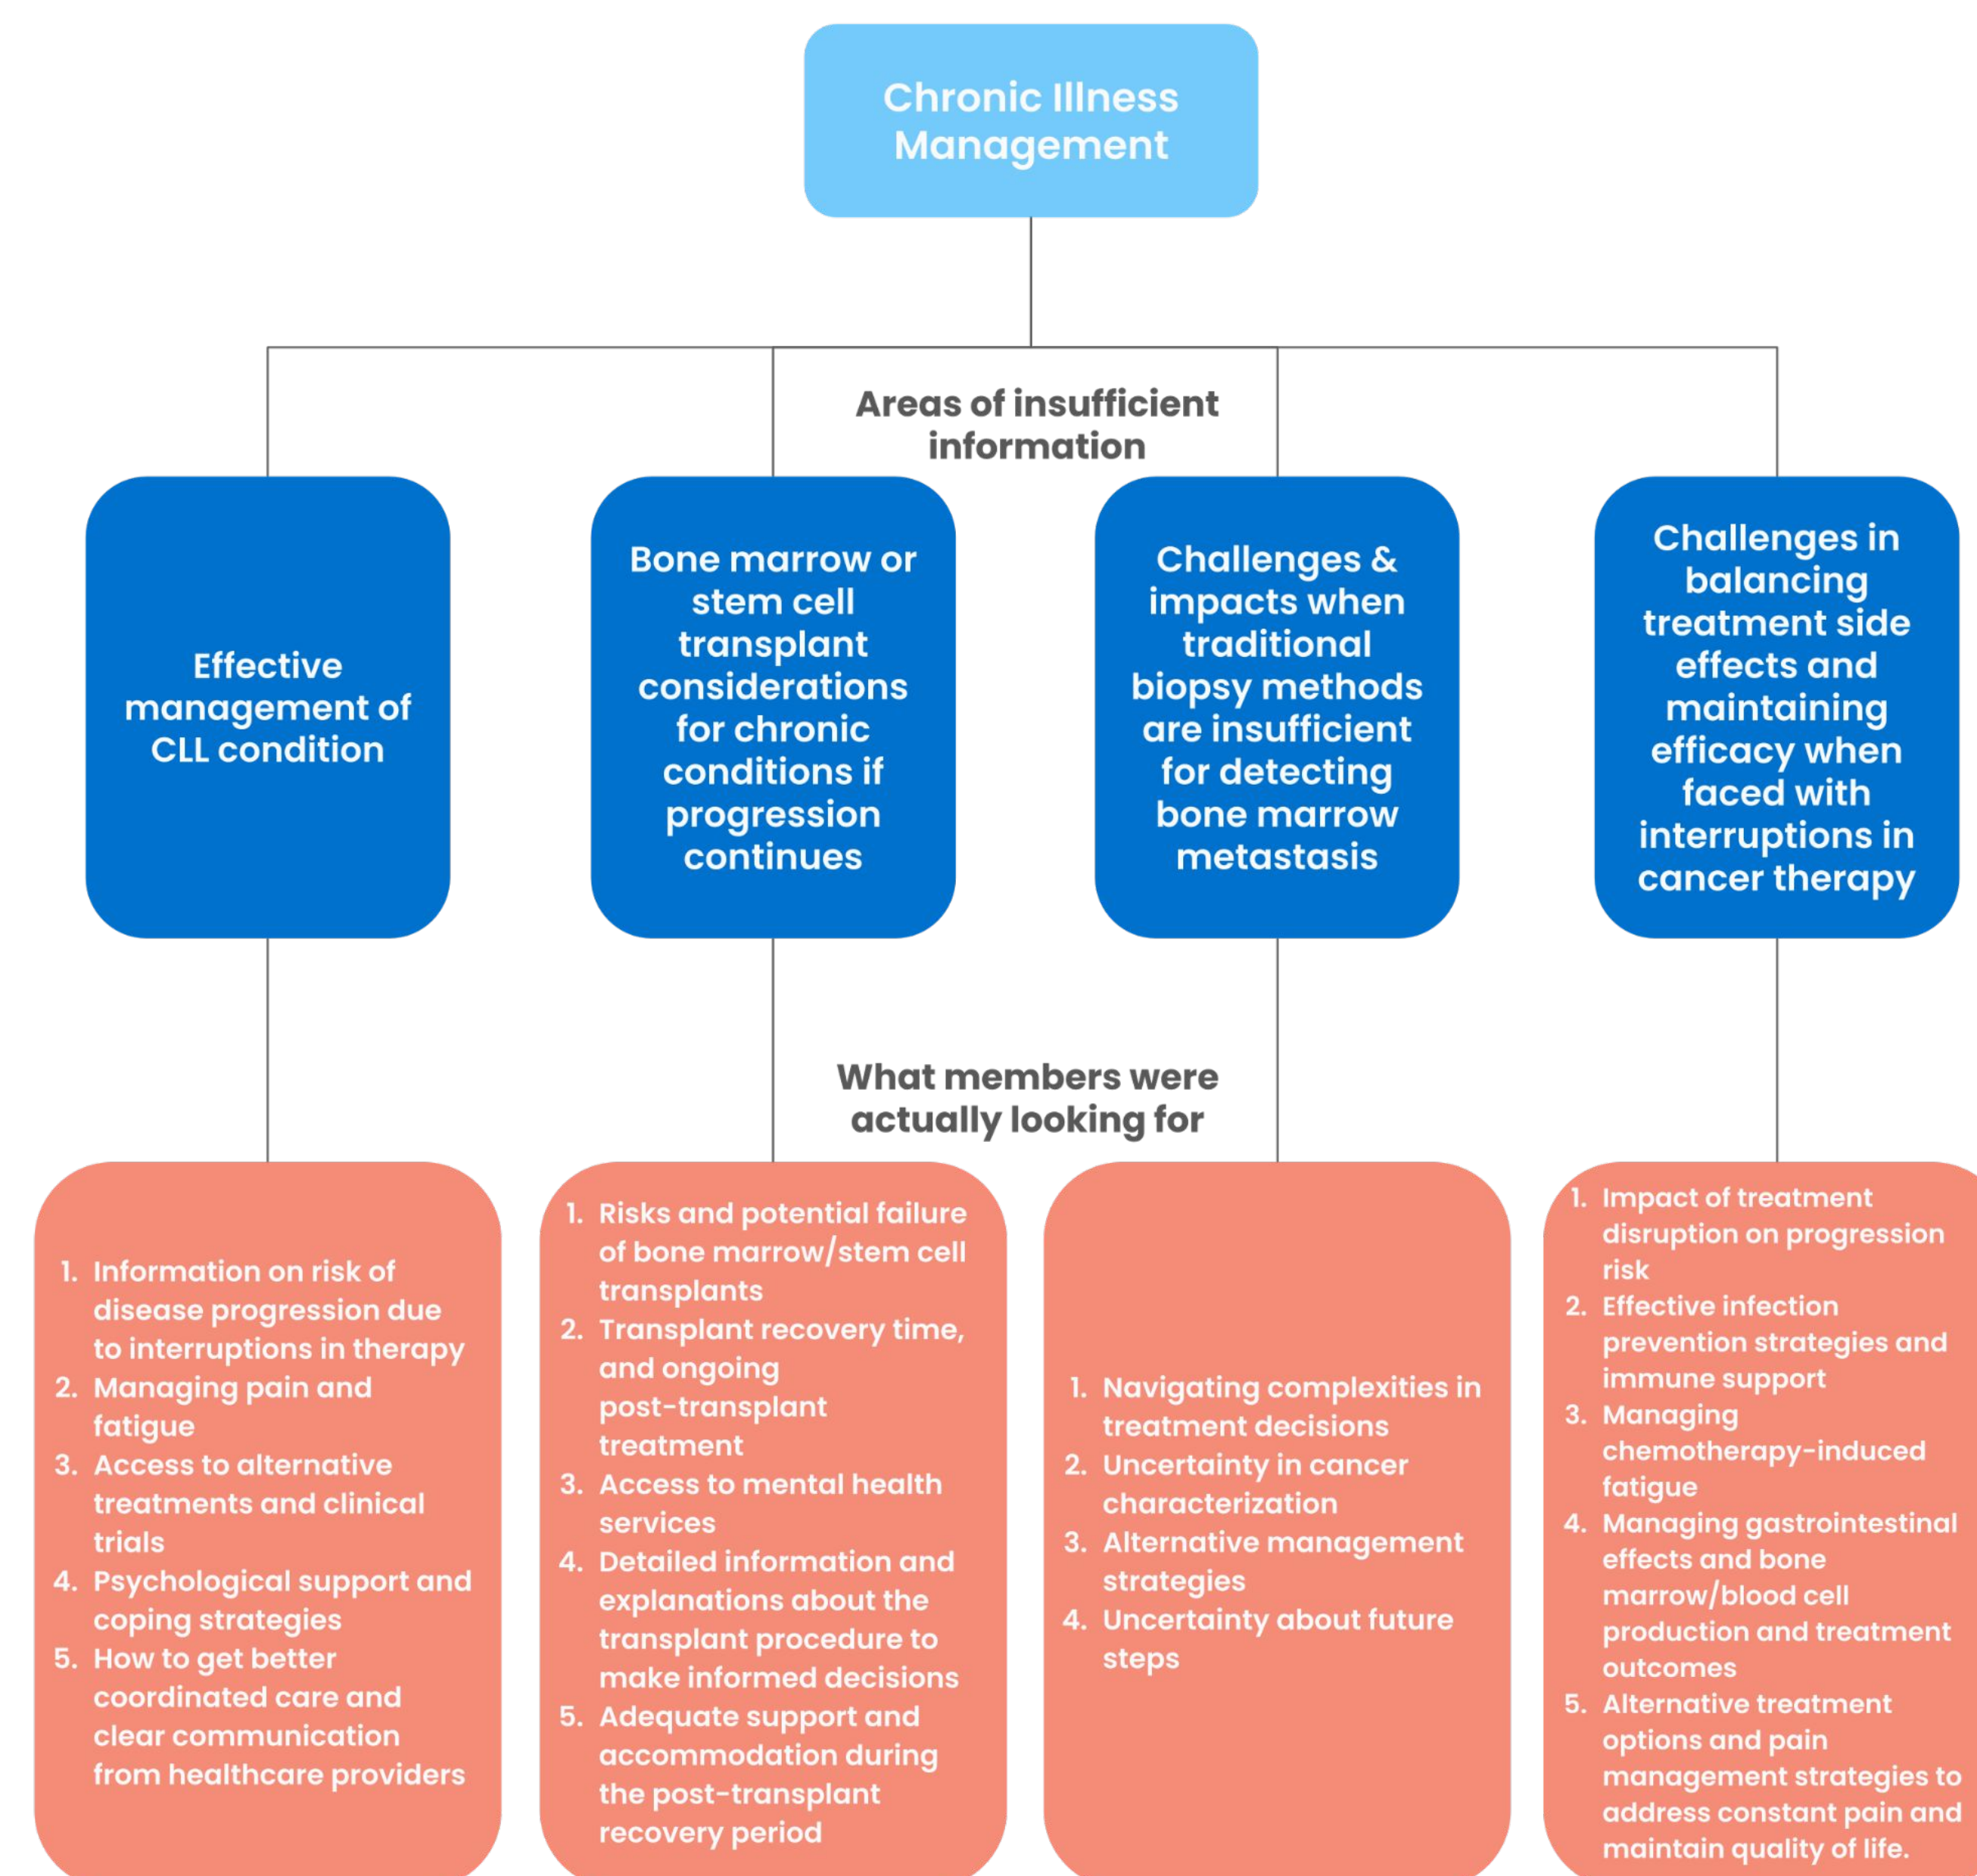 Chronic Illness
Management
Areas of insufficient
information
Effective
management of
CLL condition
Bone marrow or
stem cell
transplant
considerations
for chronic
conditions if
progression
continues
Challenges &
impacts when
traditional
biopsy methods
are insufficient
for detecting
bone marrow
metastasis
Challenges in
balancing
treatment side
effects and
maintaining
efficacy when
faced with
interruptions in
cancer therapy
What members were
actually looking for
1. Information on risk of
disease progression due
to interruptions in therapy
2. Managing pain and
fatigue
3. Access to alternative
treatments and clinical
trials
4. Psychological support and
coping strategies
5. How to get better
coordinated care and
clear communication
from healthcare providers
1. Risks and potential failure
of bone marrow/stem cell
transplants
2. Transplant recovery time,
and ongoing
post-transplant
treatment
3. Access to mental health
services
4. Detailed information and
explanations about the
transplant procedure to
make informed decisions
5. Adequate support and
accommodation during
the post-transplant
recovery period
1. Navigating complexities in
treatment decisions
2. Uncertainty in cancer
characterization
3. Alternative management
strategies
4. Uncertainty about future
steps
1. Impact of treatment
disruption on progression
risk
2. Effective infection
prevention strategies and
immune support
3. Managing
chemotherapy-induced
fatigue
4. Managing gastrointestinal
effects and bone
marrow/blood cell
production and treatment
outcomes
5. Alternative treatment
options and pain
management strategies to
address constant pain and
maintain quality of life.